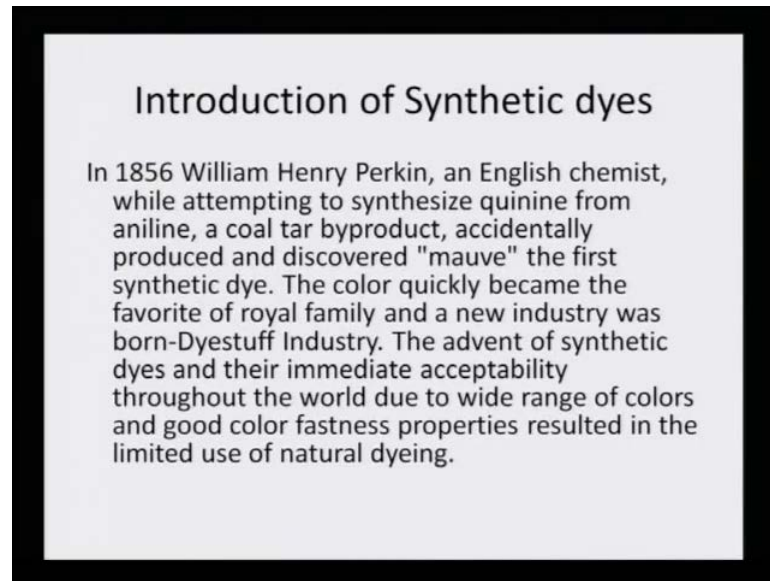 Introduction of Synthetic dyes
In 1856 William Henry Perkin, an English chemist,
while attempting to synthesize quinine from
aniline, a coal tar byproduct, accidentally
produced and discovered "mauve" the first
synthetic dye. The color quickly became the
favorite of royal family and a new industry was
born-Dyestuff Industry. The advent of synthetic
dyes and their immediate acceptability
throughout the world due to wide range of colors
and good color fastness properties resulted in the
limited use of natural dyeing.